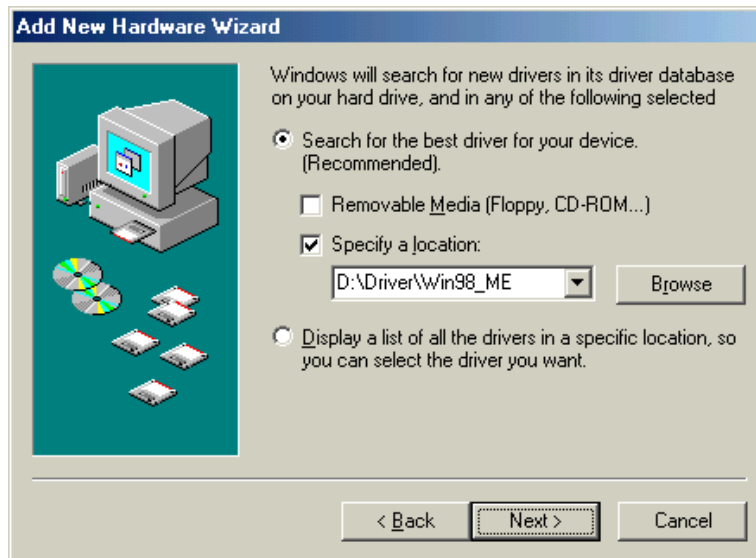 Add New Hardware Wizard
Windows will search for new drivers in its driver database
on your hard drive, and in any of the following selected
Search for the best driver for your device.
(Recommended).
Removable Media (Floppy, CD-ROM...)
Specify a location:
D:\Driver\Win98_ME
Browse
Display a list of all the drivers in a specific location, so
you can select the driver you want.
< Back
Next >
Cancel